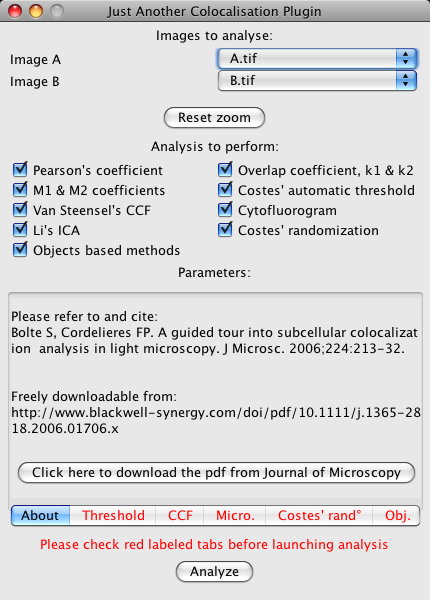 Just Another Colocalisation Plugin
Images to analyse:
Image A
A.tif
Image B
B.tif
Reset zoom
Analysis to perform:
Pearson's coefficient
Overlap coefficient, k1 & k2
M1 & M2 coefficients
Costes' automatic threshold
Van Steensel's CCF
Cytofluorogram
Li's ICA
Costes' randomization
Objects based methods
Parameters:
Please refer to and cite:
Bolte S, Cordelieres FP. A guided tour into subcellular colocalizat
ion  analysis in light microscopy. J Microsc. 2006;224:213-32.
Freely downloadable from:
http://www.blackwell-synergy.com/doi/pdf/10.1111/j.1365-28
18.2006.01706.x
Click here to download the pdf from Journal of Microscopy
About Threshold CCF Micro. Costes' rand° Obj.
Please check red labeled tabs before launching analysis
Analyze